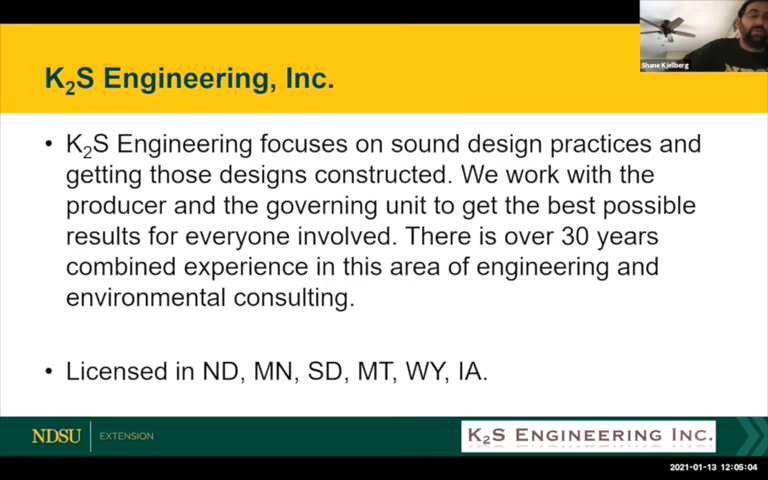 Shane Kjellberg
K₂S Engineering, Inc.
• K₂S Engineering focuses on sound design practices and
getting those designs constructed. We work with the
producer and the governing unit to get the best possible
results for everyone involved. There is over 30 years
combined experience in this area of engineering and
environmental consulting.
• Licensed in ND, MN, SD, MT, WY, IA.
NDSU EXTENSION
K₂S ENGINEERING INC.
2021-01-13 12:05:04